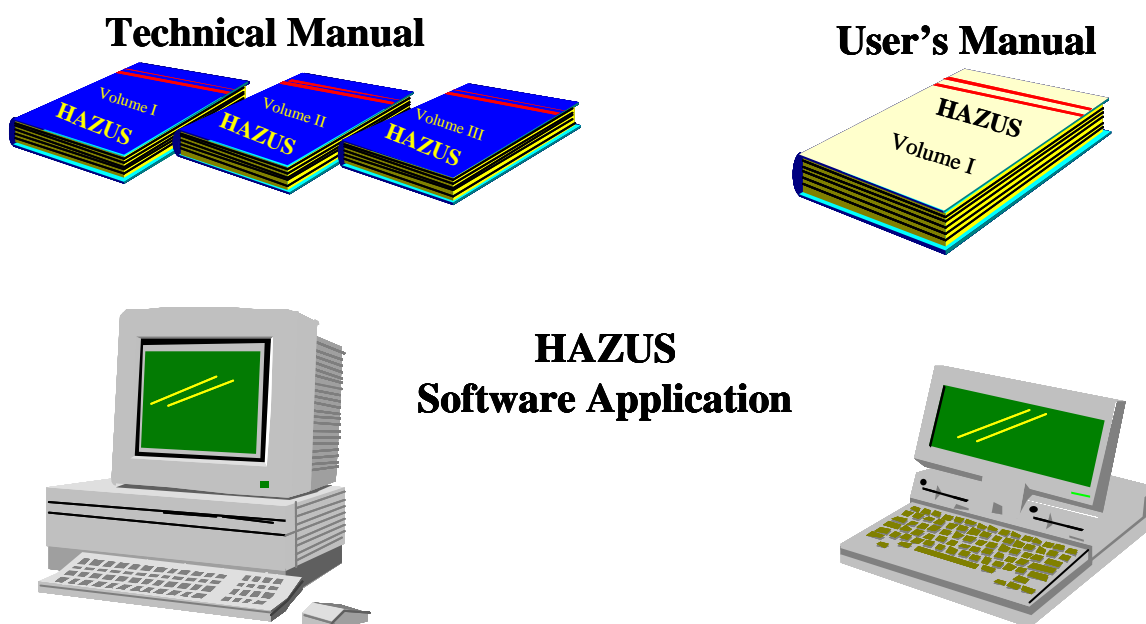 Technical Manual
User's Manual
Volume I
HAZUS
Volume II
HAZUS
Volume III
HAZUS
HAZUS
Volume I
HAZUS
Software Application